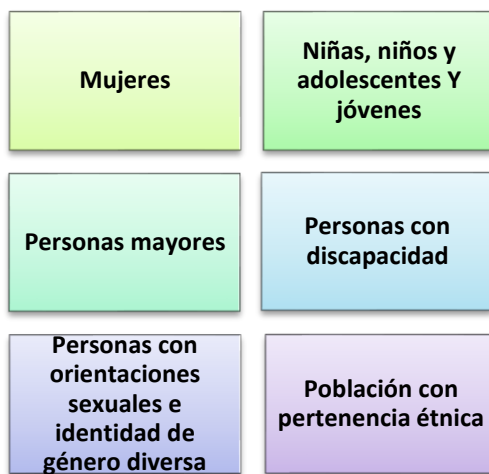 Mujeres
Niñas, niños y
adolescentes Y
jóvenes
Personas mayores
Personas con
discapacidad
Personas con
orientaciones
sexuales e
identidad de
género diversa
Población con
pertenencia étnica